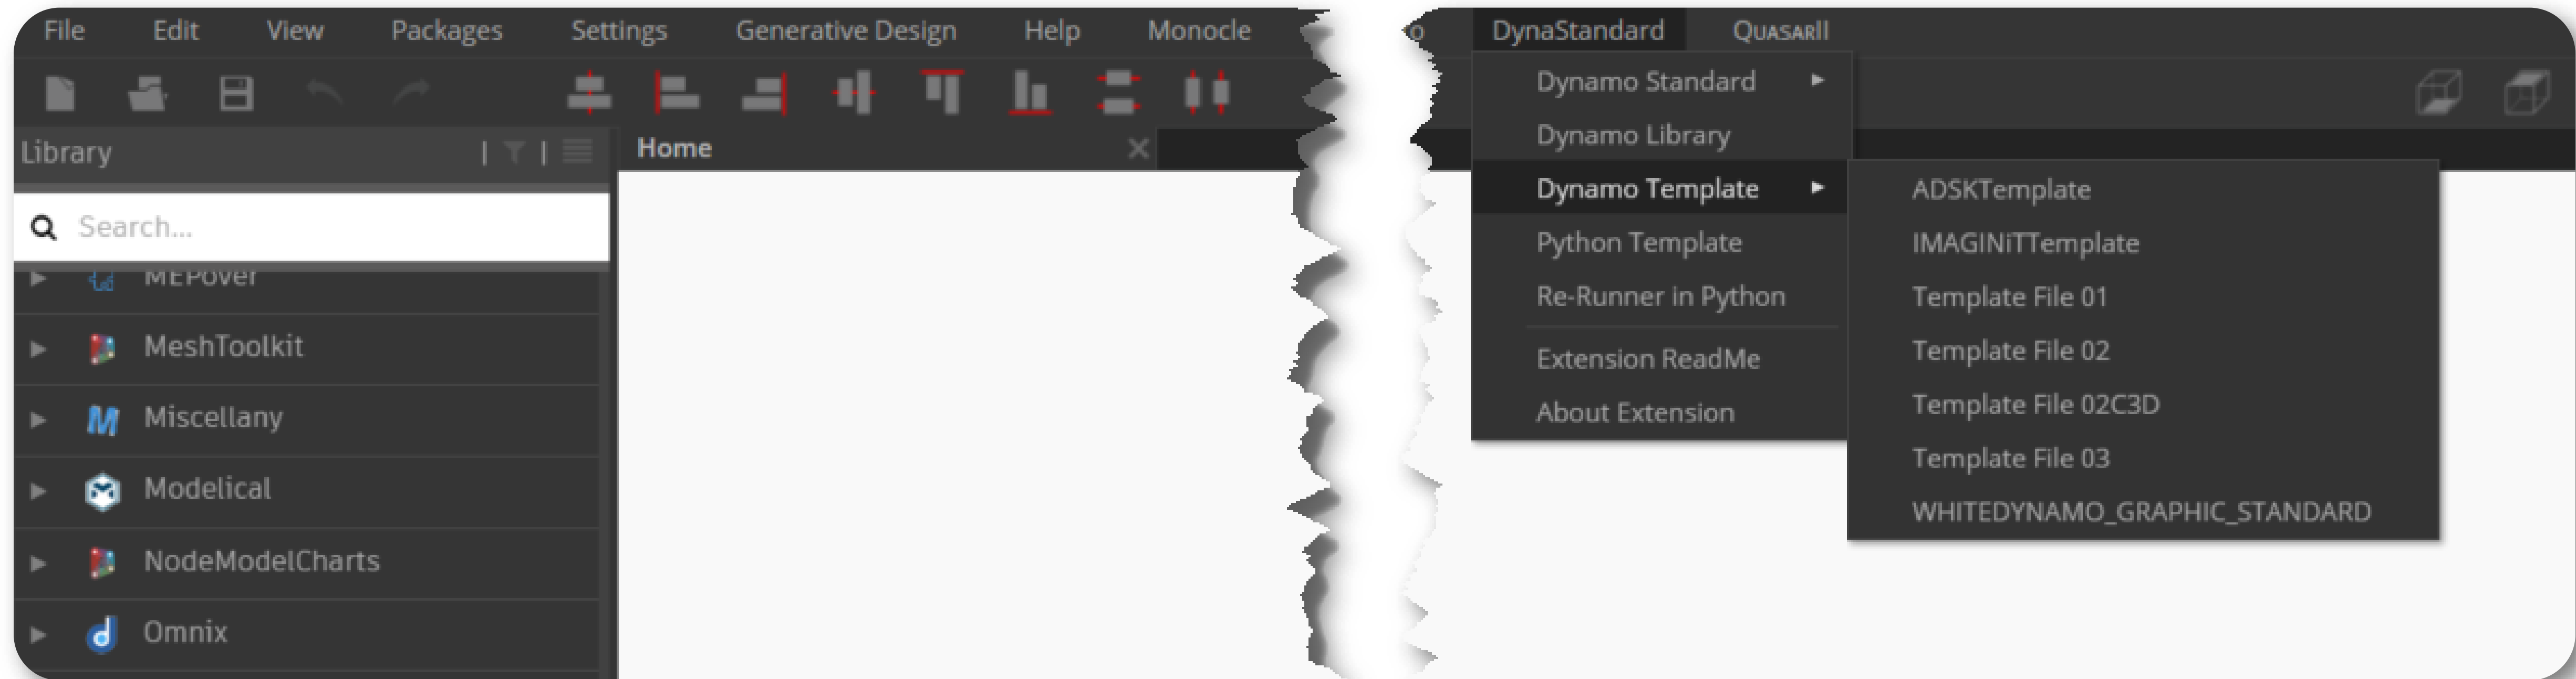 File Edit View Packages Settings Generative Design Help Monocle DynaStandard QUASARII
Library
Home
Search...
MEPover
MeshToolkit
Miscellany
Modelical
NodeModelCharts
Omnix
Dynamo Standard
Dynamo Library
Dynamo Template
Python Template
Re-Runner in Python
Extension ReadMe
About Extension
ADSKTemplate
IMAGINiTTemplate
Template File 01
Template File 02
Template File 02C3D
Template File 03
WHITEDYNAMO_GRAPHIC_STANDARD